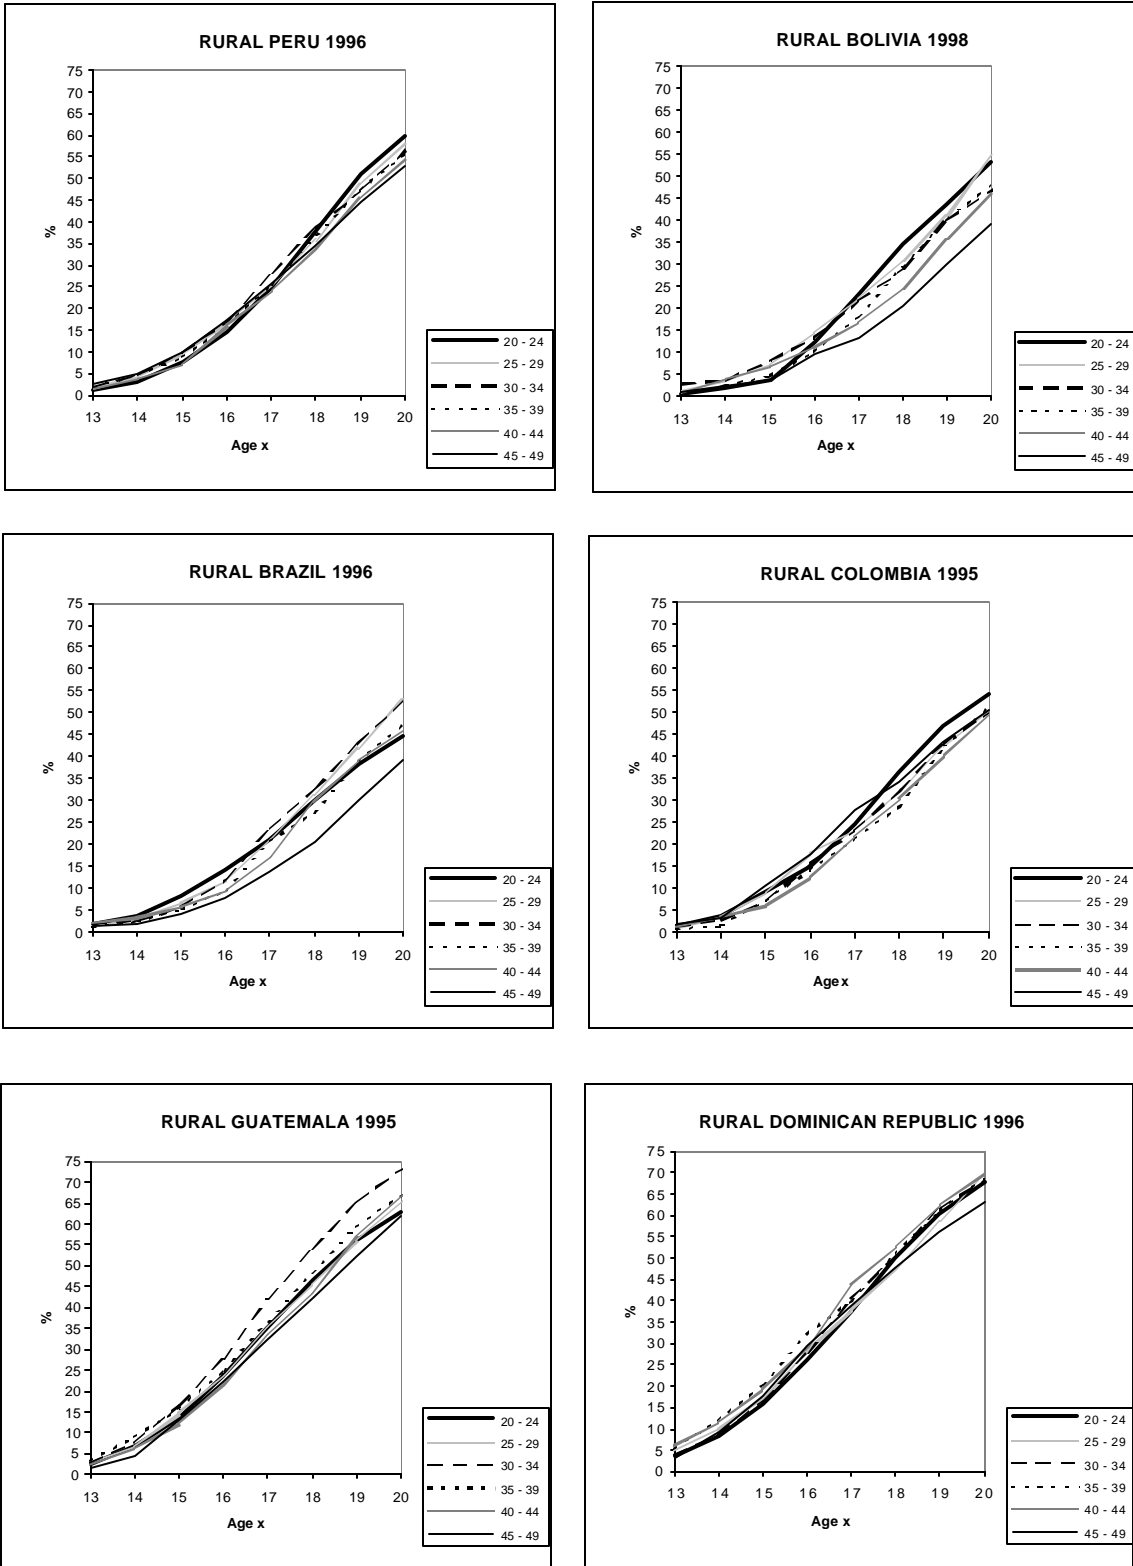 RURAL PERU 1996
75
70
65
60
55
50
45
40
35
30
25
20
15
10
5
0
%
13 14 15 16 17 18 19 20
Age x
20 - 24
25 - 29
30 - 34
35 - 39
40 - 44
45 - 49
RURAL BOLIVIA 1998
75
70
65
60
55
50
45
40
35
30
25
20
15
10
5
0
%
13 14 15 16 17 18 19 20
Age x
20 - 24
25 - 29
30 - 34
35 - 39
40 - 44
45 - 49
RURAL BRAZIL 1996
75
70
65
60
55
50
45
40
35
30
25
20
15
10
5
0
%
13 14 15 16 17 18 19 20
Age x
20 - 24
25 - 29
30 - 34
35 - 39
40 - 44
45 - 49
RURAL COLOMBIA 1995
75
70
65
60
55
50
45
40
35
30
25
20
15
10
5
0
%
13 14 15 16 17 18 19 20
Age x
20 - 24
25 - 29
30 - 34
35 - 39
40 - 44
45 - 49
RURAL GUATEMALA 1995
75
70
65
60
55
50
45
40
35
30
25
20
15
10
5
0
%
13 14 15 16 17 18 19 20
Age x
20 - 24
25 - 29
30 - 34
35 - 39
40 - 44
45 - 49
RURAL DOMINICAN REPUBLIC 1996
75
70
65
60
55
50
45
40
35
30
25
20
15
10
5
0
%
13 14 15 16 17 18 19 20
Age x
20 - 24
25 - 29
30 - 34
35 - 39
40 - 44
45 - 49